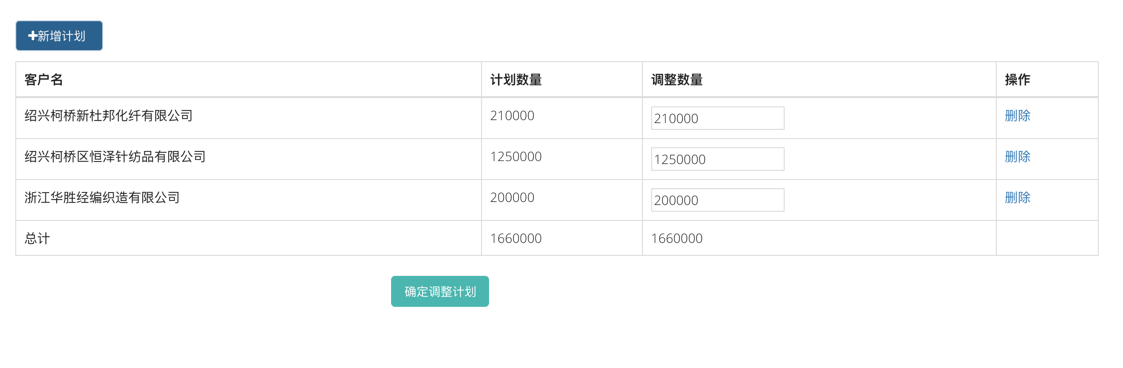 新增计划
客户名 计划数量 调整数量 操作
绍兴柯桥新杜邦化纤有限公司 210000 210000 删除
绍兴柯桥区恒泽针纺品有限公司 1250000 1250000 删除
浙江华胜经编织造有限公司 200000 200000 删除
总计 1660000 1660000
确定调整计划